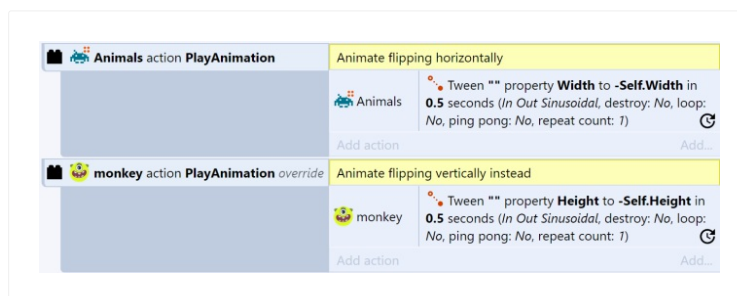 Animals action PlayAnimation
Animate flipping horizontally
Animals
Tween "" property Width to -Self.Width in
0.5 seconds (In Out Sinusoidal, destroy: No, loop:
No, ping pong: No, repeat count: 1)
Add action
Add...
monkey action PlayAnimation override
Animate flipping vertically instead
monkey
Tween "" property Height to -Self.Height in
0.5 seconds (In Out Sinusoidal, destroy: No, loop:
No, ping pong: No, repeat count: 1)
Add action
Add...